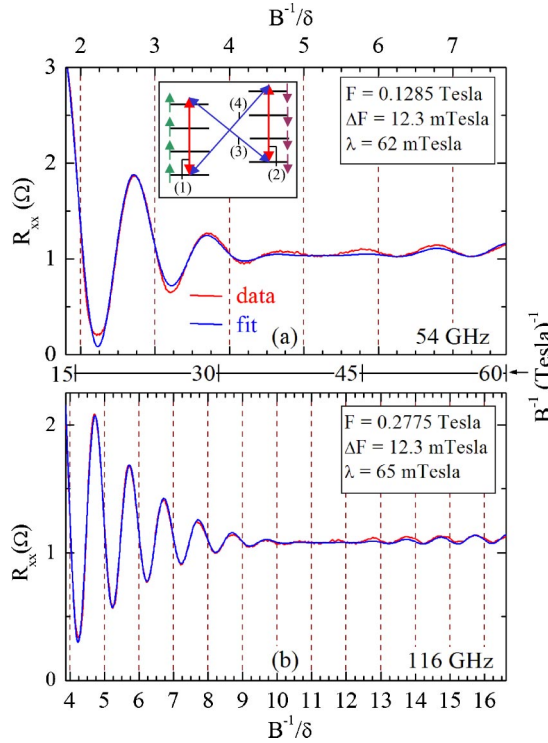 B⁻¹/δ
2 3 4 5 6 7
3
2
1
0
Rxx(Ω)
(1)
(2)
(3)
(4)
F = 0.1285 Tesla
ΔF = 12.3 mTesla
λ = 62 mTesla
data
fit
(a)
54 GHz
15 30 45 60
B⁻¹ (Tesla)⁻¹
2
1
0
Rxx(Ω)
F = 0.2775 Tesla
ΔF = 12.3 mTesla
λ = 65 mTesla
(b)
116 GHz
4 5 6 7 8 9 10 11 12 13 14 15 16
B⁻¹/δ